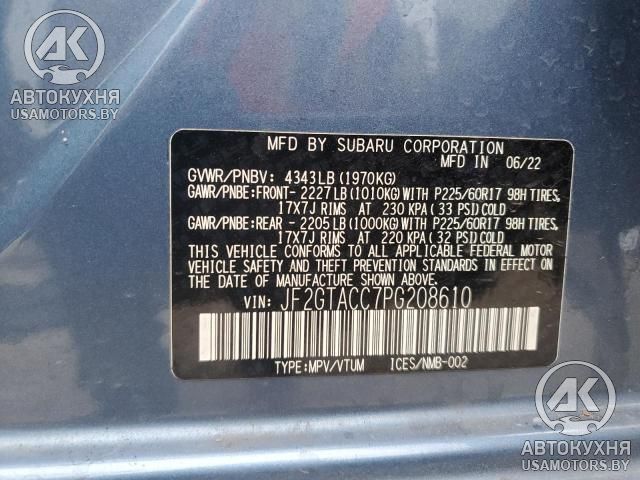 AK
АВТОКУХНЯ
USAMOTORS.BY
MFD BY SUBARU CORPORATION
MFD IN 06/22
GVWR/PNBV: 4343LB (1970KG)
GAWR/PNBE:FRONT- 2227LB(1010KG)WITH P225/60R17 98H TIRES,
17X7J RIMS AT 230 KPA(33 PSI)COLD
GAWR/PNBE:REAR - 2205LB(1000KG)WITH P225/60R17 98H TIRES,
17X7J RIMS AT 220 KPA(32 PSI)COLD
THIS VEHICLE CONFORMS TO ALL APPLICABLE FEDERAL MOTOR
VEHICLE SAFETY AND THEFT PREVENTION STANDARDS IN EFFECT
ON THE DATE OF MANUFACTURE SHOWN ABOVE.
VIN: JF2GTACC7PG208610
TYPE:MPV/VTUM ICES/NMB-002
AK
АВТОКУХНЯ
USAMOTORS.BY